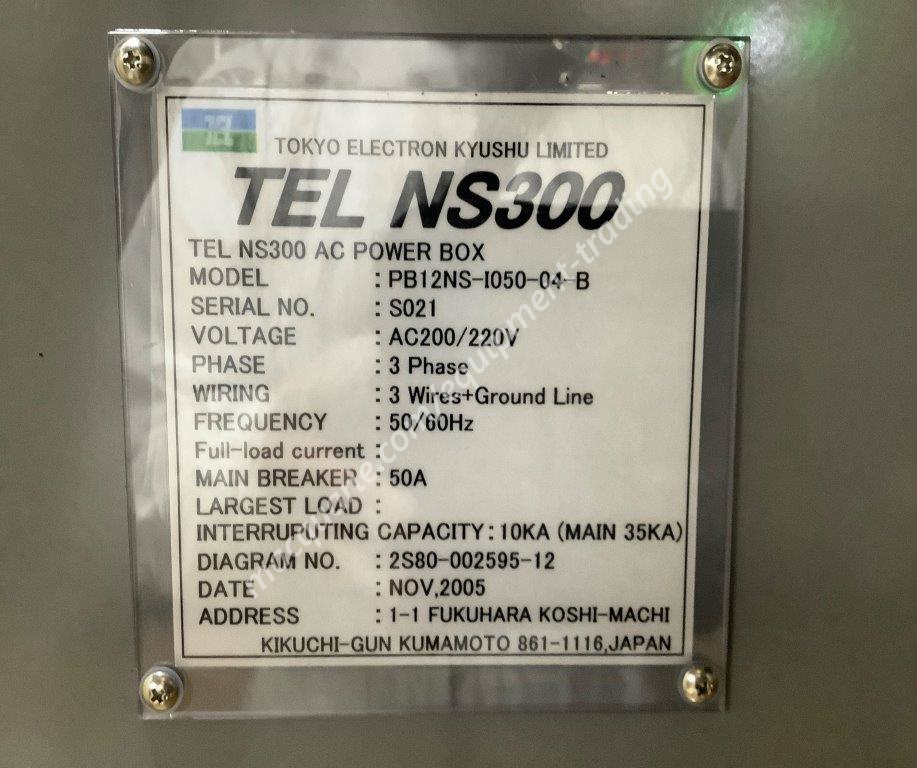 TEL
TOKYO ELECTRON KYUSHU LIMITED
TEL NS300
TEL NS300 AC POWER BOX
MODEL : PB12NS-I050-04-B
SERIAL NO. : S021
VOLTAGE : AC200/220V
PHASE : 3 Phase
WIRING : 3 Wires+Ground Line
FREQUENCY : 50/60Hz
Full-load current :
MAIN BREAKER : 50A
LARGEST LOAD :
INTERRUPUTING CAPACITY : 10KA (MAIN 35KA)
DIAGRAM NO. : 2S80-002595-12
DATE : NOV,2005
ADDRESS : 1-1 FUKUHARA KOSHI-MACHI
KIKUCHI-GUN KUMAMOTO 861-1116,JAPAN